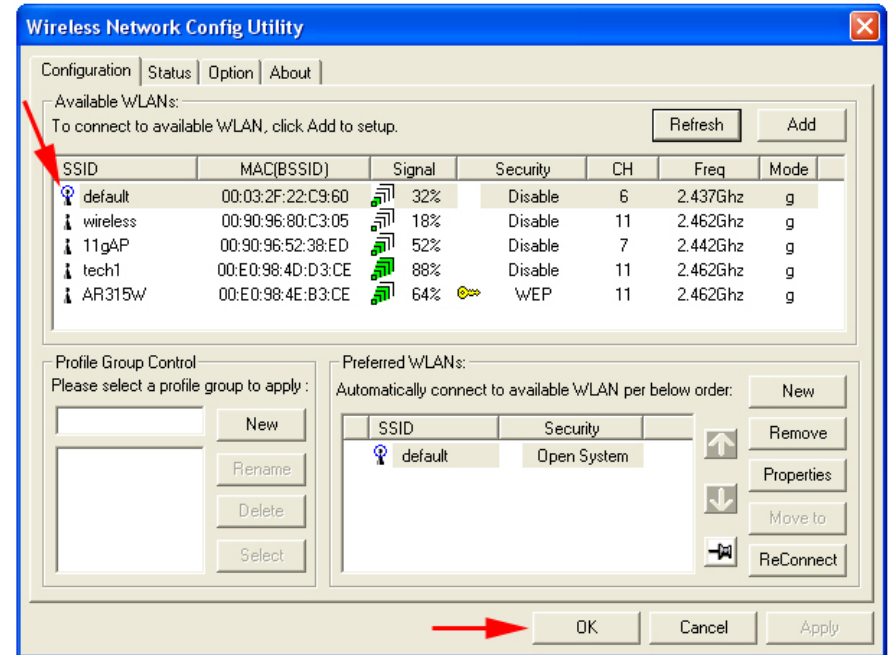 Wireless Network Config Utility
Configuration Status Option About
Available WLANs:
To connect to available WLAN, click Add to setup.
Refresh Add
SSID MAC(BSSID) Signal Security CH Freq Mode
default 00:03:2F:22:C9:60 32% Disable 6 2.437Ghz g
wireless 00:90:96:80:C3:05 18% Disable 11 2.462Ghz g
11gAP 00:90:96:52:38:ED 52% Disable 7 2.442Ghz g
tech1 00:E0:98:4D:D3:CE 88% Disable 11 2.462Ghz g
AR315W 00:E0:98:4E:B3:CE 64% WEP 11 2.462Ghz g
Profile Group Control
Please select a profile group to apply :
New
Rename
Delete
Select
Preferred WLANs:
Automatically connect to available WLAN per below order:
SSID Security
default Open System
New
Remove
Properties
Move to
ReConnect
OK Cancel Apply